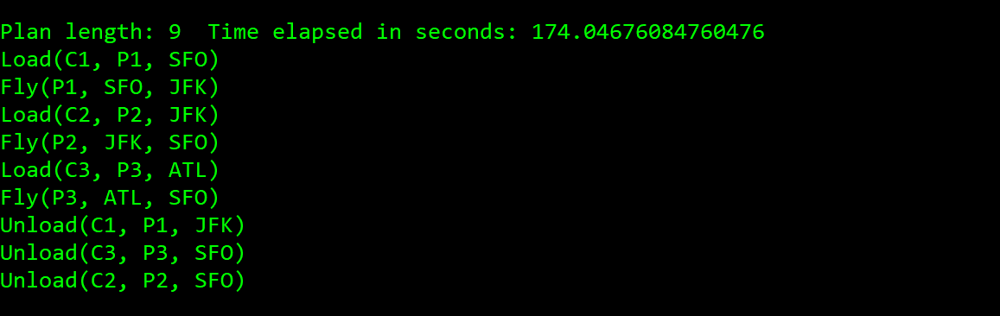 Plan length: 9  Time elapsed in seconds: 174.04676084760476
Load(C1, P1, SFO)
Fly(P1, SFO, JFK)
Load(C2, P2, JFK)
Fly(P2, JFK, SFO)
Load(C3, P3, ATL)
Fly(P3, ATL, SFO)
Unload(C1, P1, JFK)
Unload(C3, P3, SFO)
Unload(C2, P2, SFO)